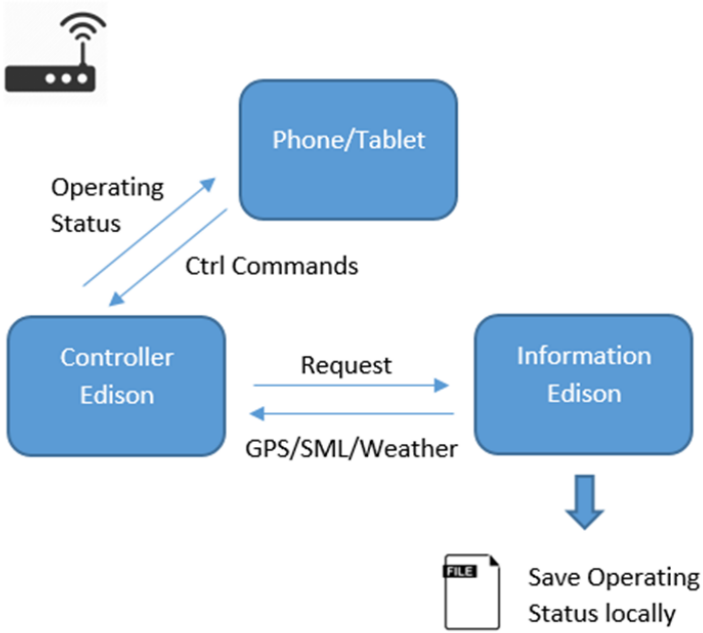 Phone/Tablet
Operating
Status
Ctrl Commands
Controller
Edison
Request
Information
Edison
GPS/SML/Weather
FILE
Save Operating
Status locally